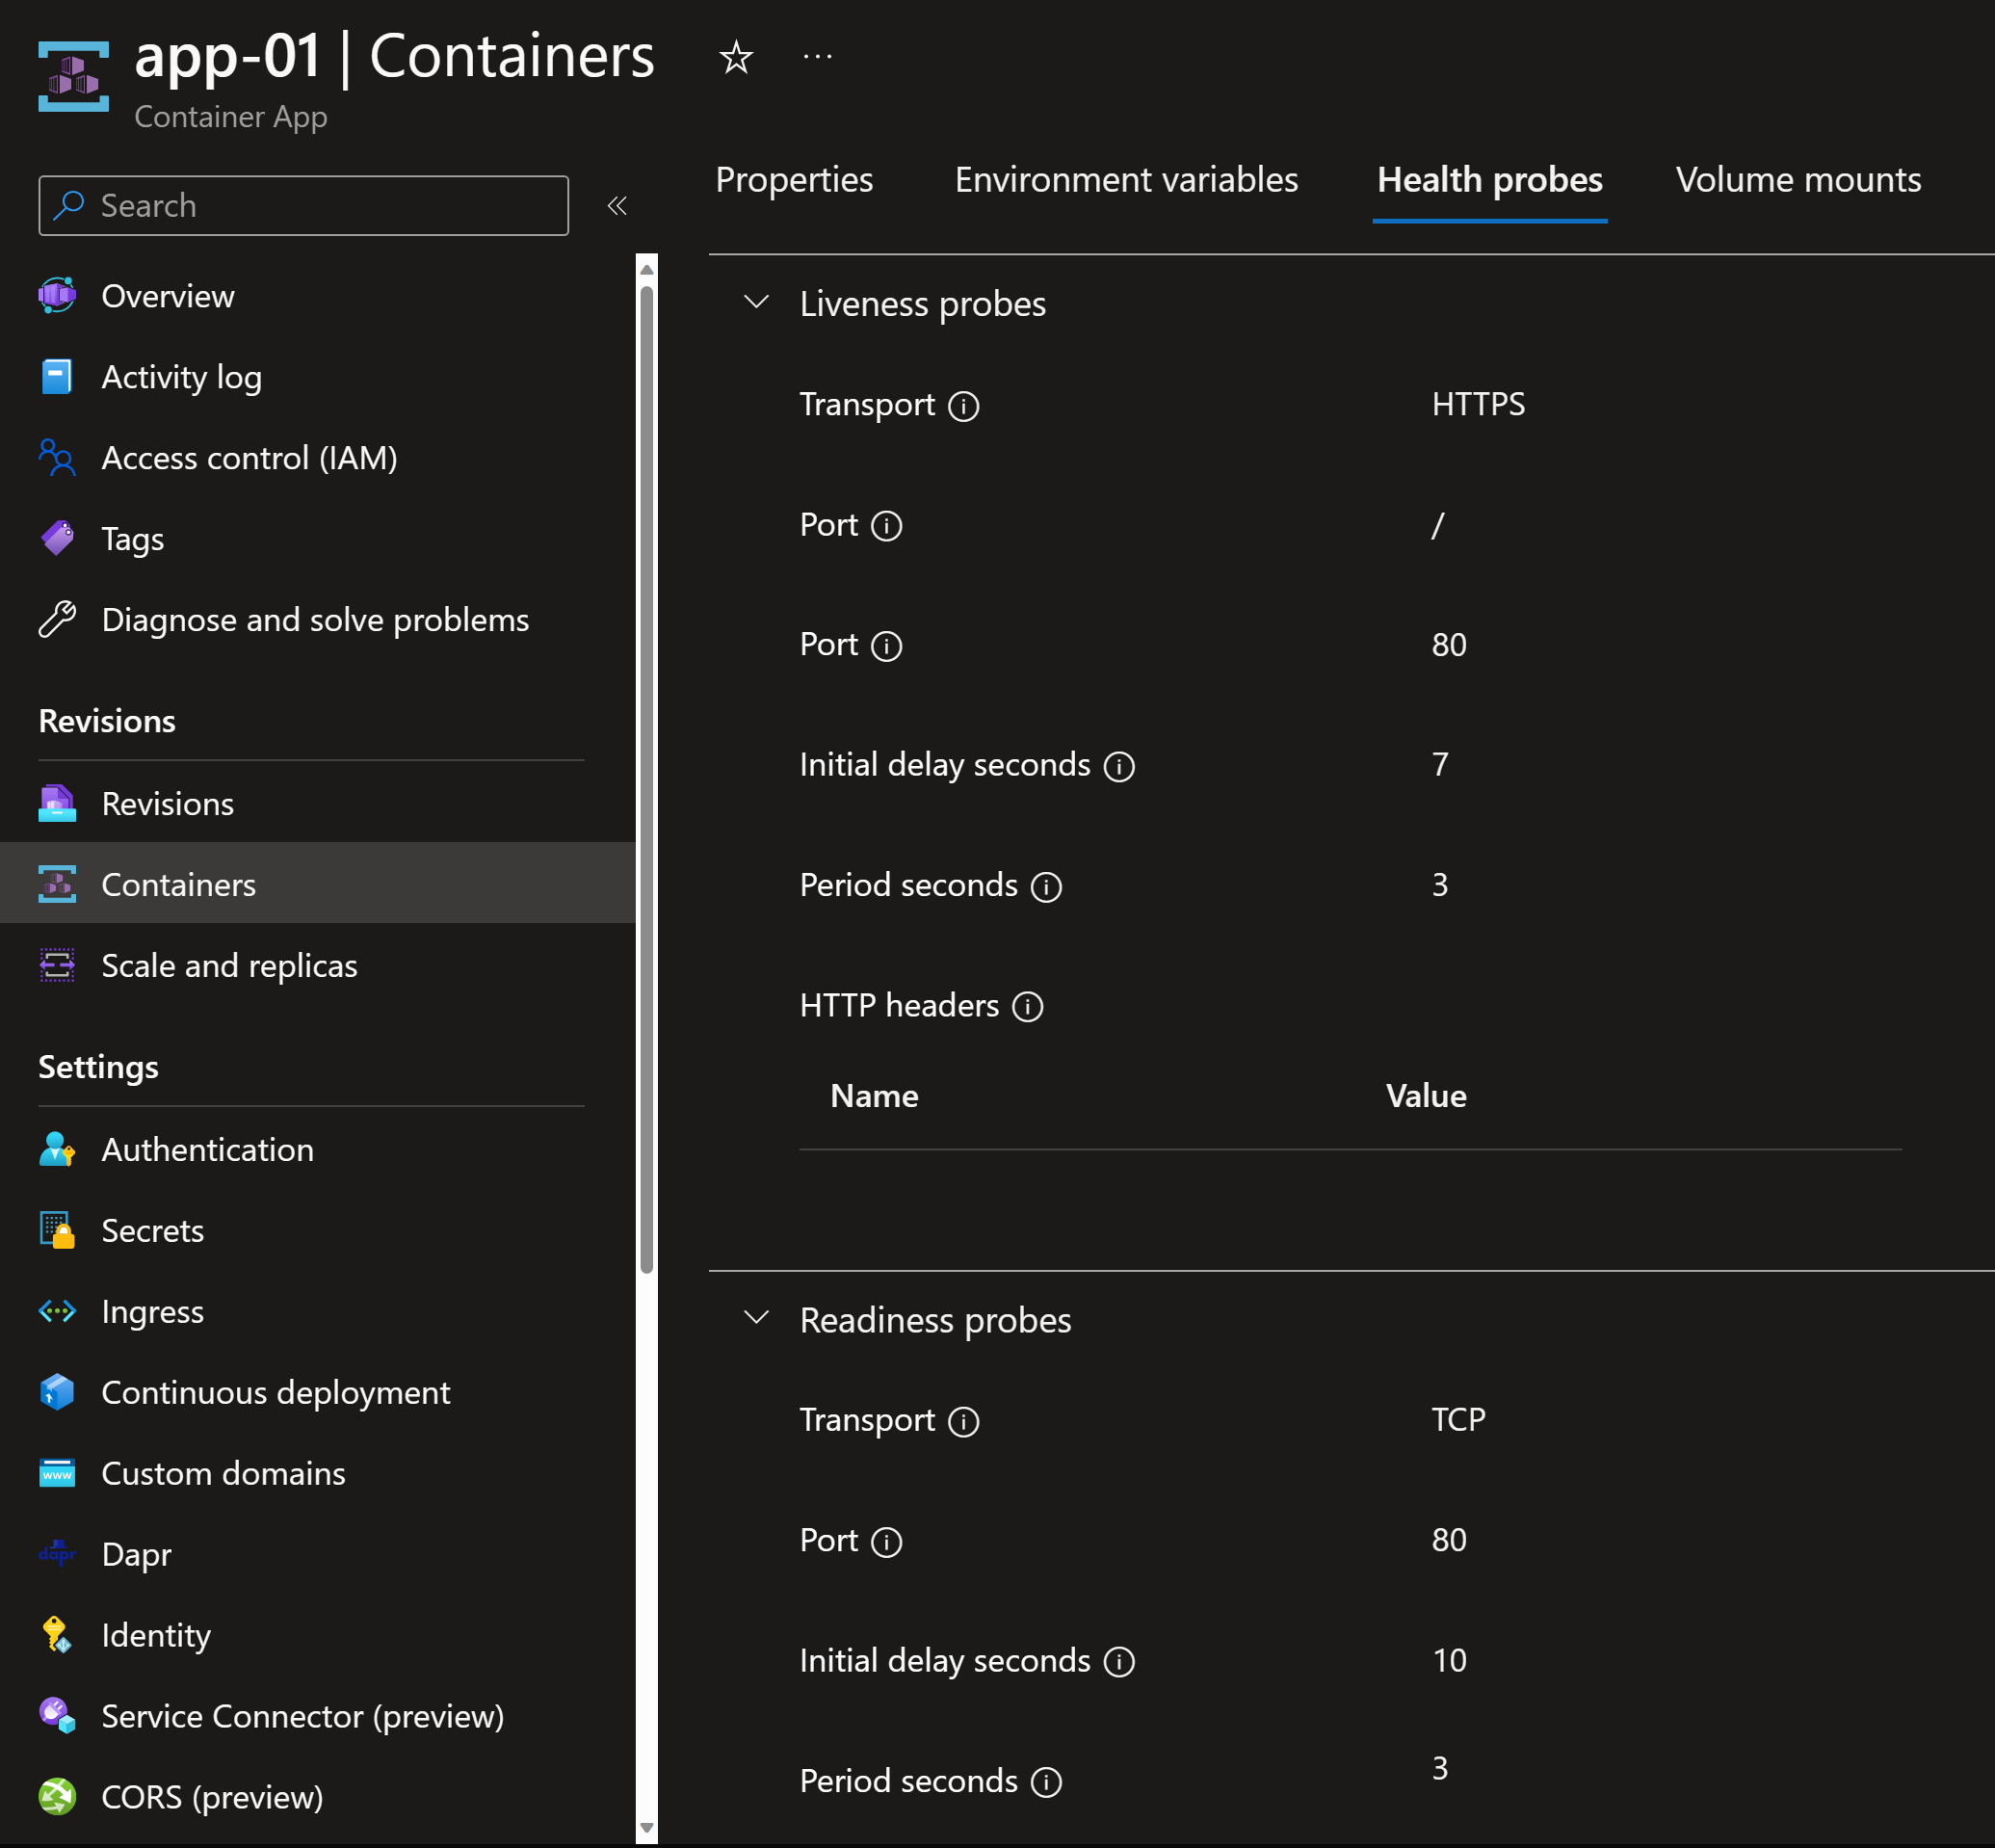 app-01 | Containers
Container App
Search
Overview
Activity log
Access control (IAM)
Tags
Diagnose and solve problems
Revisions
Revisions
Containers
Scale and replicas
Settings
Authentication
Secrets
Ingress
Continuous deployment
Custom domains
Dapr
Identity
Service Connector (preview)
CORS (preview)
Properties Environment variables Health probes Volume mounts
Liveness probes
Transport HTTPS
Port /
Port 80
Initial delay seconds 7
Period seconds 3
HTTP headers
Name Value
Readiness probes
Transport TCP
Port 80
Initial delay seconds 10
Period seconds 3